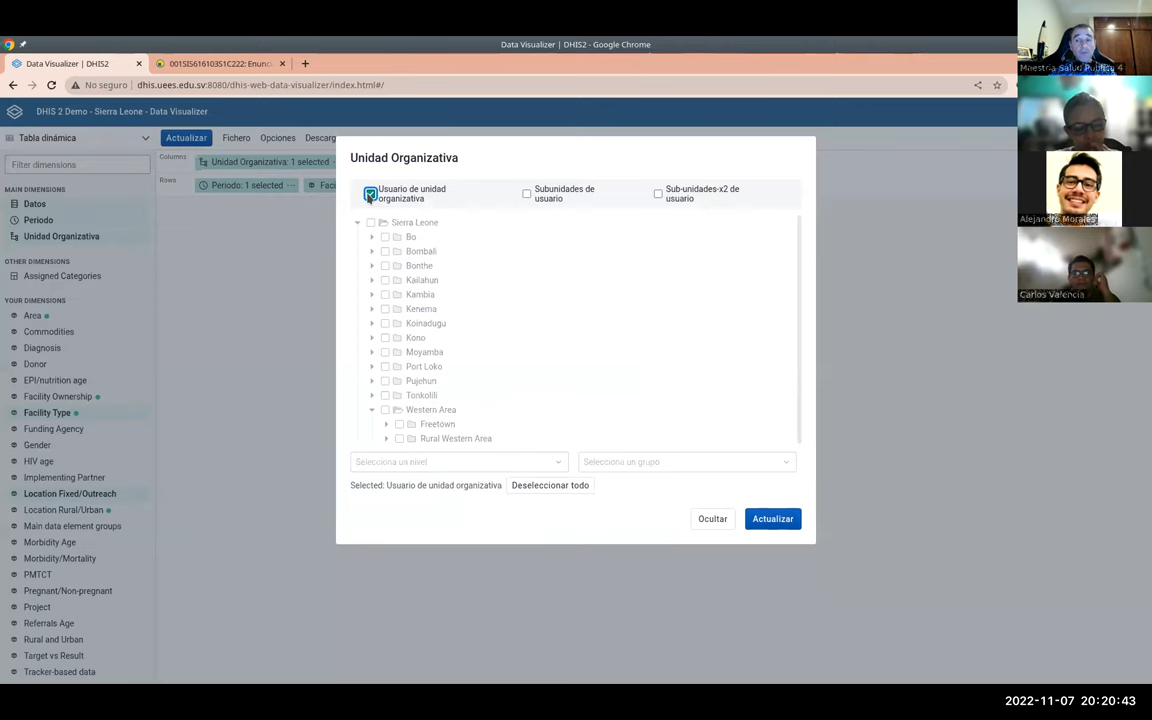 Data Visualizer | DHIS2 - Google Chrome
Data Visualizer | DHIS2
001SIS616103S1C222: Enunc
No seguro
dhis.uees.edu.sv:8080/dhis-web-data-visualizer/index.html#/
DHIS 2 Demo - Sierra Leone - Data Visualizer
Tabla dinámica
Actualizar
Fichero
Opciones
Descarg
Filter dimensions
MAIN DIMENSIONS
Datos
Periodo
Unidad Organizativa
OTHER DIMENSIONS
Assigned Categories
YOUR DIMENSIONS
Area
Commodities
Diagnosis
Donor
EPI/nutrition age
Facility Ownership
Facility Type
Funding Agency
Gender
HIV age
Implementing Partner
Location Fixed/Outreach
Location Rural/Urban
Main data element groups
Morbidity Age
Morbidity/Mortality
PMTCT
Pregnant/Non-pregnant
Project
Referrals Age
Rural and Urban
Target vs Result
Tracker-based data
Columns
Unidad Organizativa: 1 selected
Rows
Periodo: 1 selected
Faci
Unidad Organizativa
Usuario de unidad
organizativa
Subunidades de
usuario
Sub-unidades-x2 de
usuario
Sierra Leone
Bo
Bombali
Bonthe
Kailahun
Kambia
Kenema
Koinadugu
Kono
Moyamba
Port Loko
Pujehun
Tonkolili
Western Area
Freetown
Rural Western Area
Selecciona un nivel
Selecciona un grupo
Selected: Usuario de unidad organizativa
Deseleccionar todo
Ocultar
Actualizar
Maestria Salud Publica 4
Alejandro Morales
Carlos Valencia
2022-11-07 20:20:43